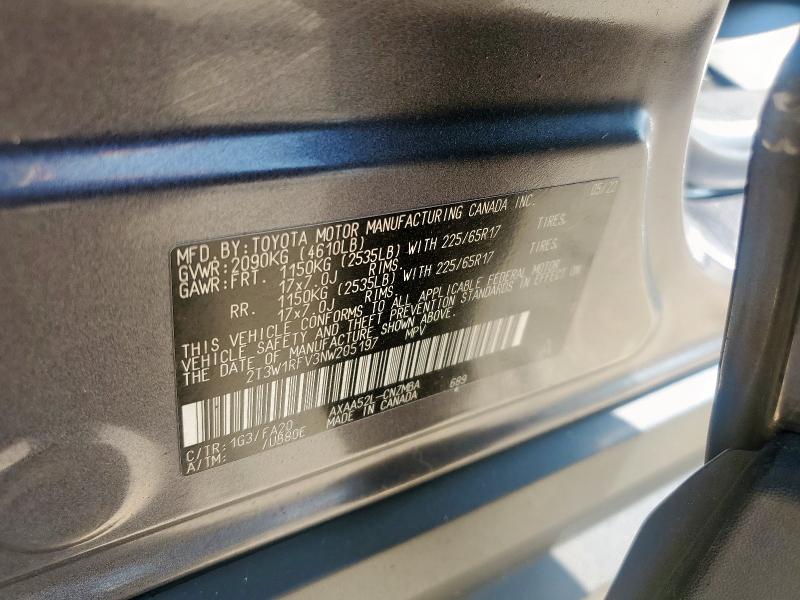 05/22
MFD.BY:TOYOTA MOTOR MANUFACTURING CANADA INC.
GVWR:2090KG (4610LB)
GAWR:FRT. 1150KG (2535LB) WITH 225/65R17 TIRES,
17x7.0J RIMS
RR. 1150KG (2535LB) WITH 225/65R17 TIRES,
17x7.0J RIMS
THIS VEHICLE CONFORMS TO ALL APPLICABLE FEDERAL MOTOR
VEHICLE SAFETY AND THEFT PREVENTION STANDARDS IN EFFECT ON
THE DATE OF MANUFACTURE SHOWN ABOVE.
2T3W1RFV3NW205197 MPV
C/TR: 1G3/FA20 AXAA52L-CNZMBA 689
A/TM: /UB80E MADE IN CANADA